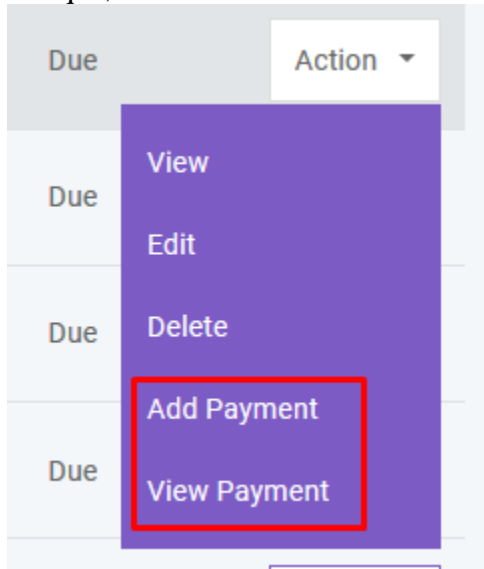 Due
Action
View
Due
Edit
Due
Delete
Add Payment
Due
View Payment